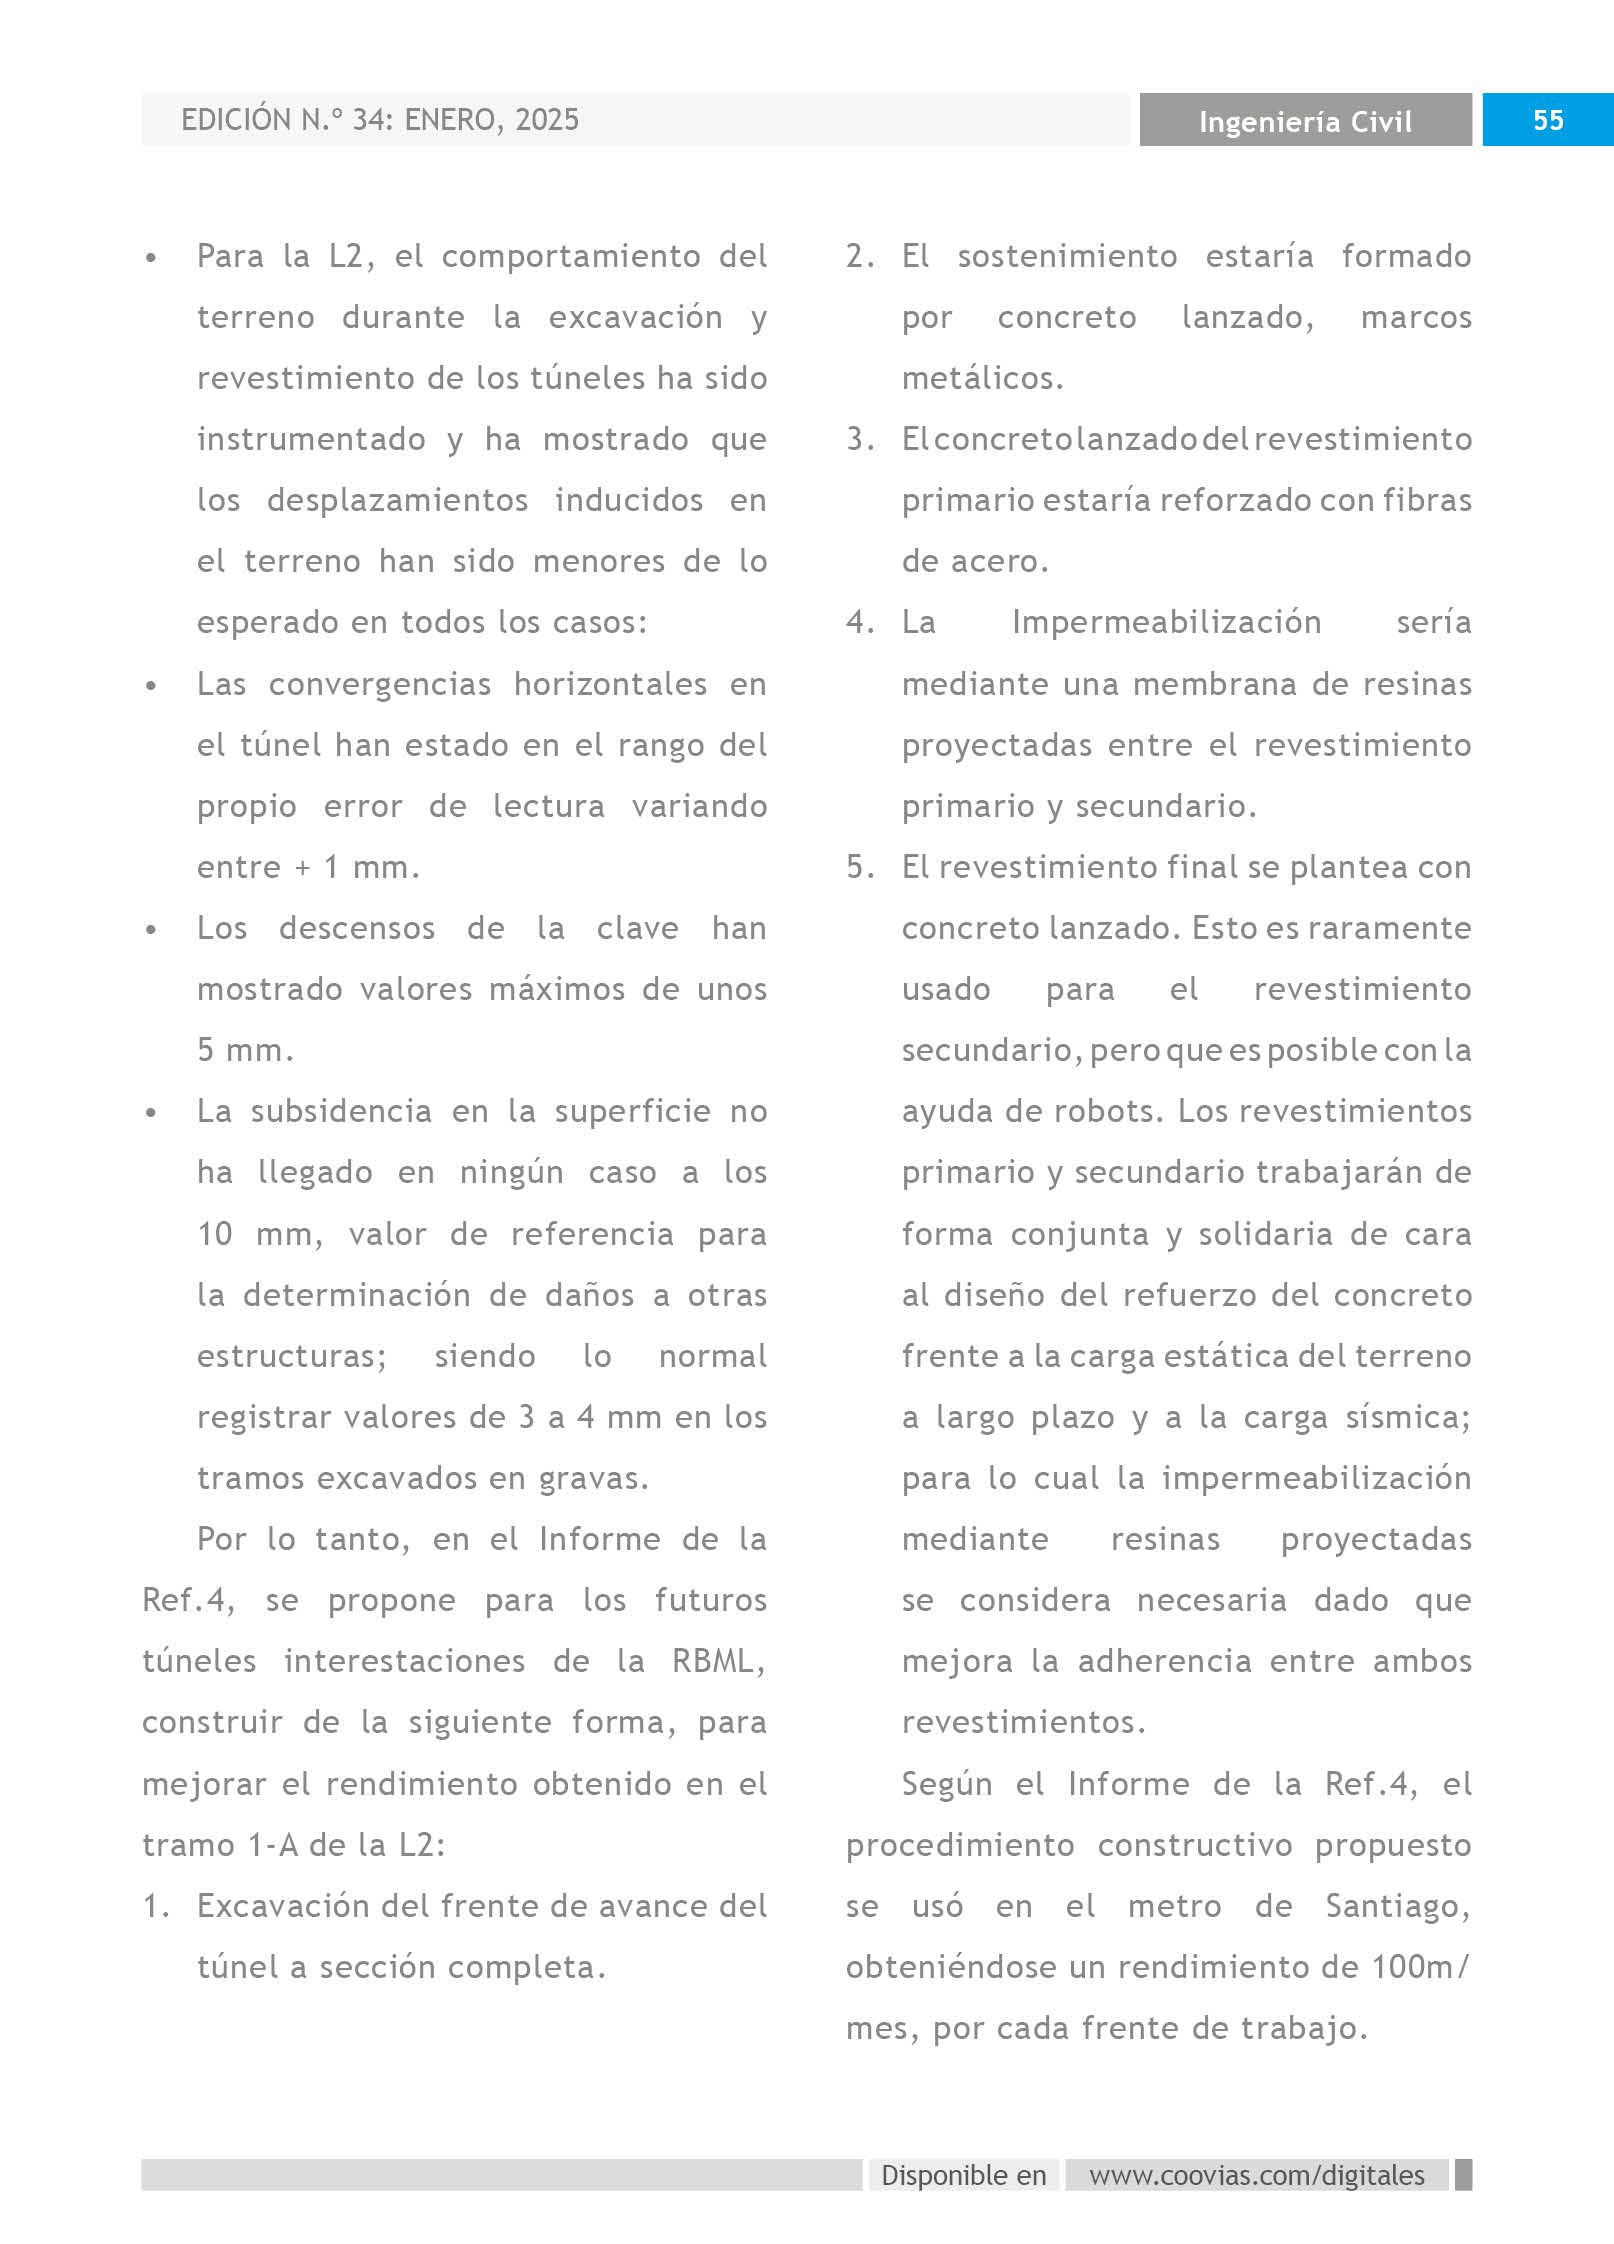 EDICIÓN N.º 34: ENERO, 2025
Ingeniería Civil
55
• Para la L2, el comportamiento del
terreno durante la excavación y
revestimiento de los túneles ha sido
instrumentado y ha mostrado que
los desplazamientos inducidos en
el terreno han sido menores de lo
esperado en todos los casos:
• Las convergencias horizontales en
el túnel han estado en el rango del
propio error de lectura variando
entre + 1 mm.
• Los descensos de la clave han
mostrado valores máximos de unos
5 mm.
• La subsidencia en la superficie no
ha llegado en ningún caso a los
10 mm, valor de referencia para
la determinación de daños a otras
estructuras; siendo lo normal
registrar valores de 3 a 4 mm en los
tramos excavados en gravas.
Por lo tanto, en el Informe de la
Ref.4, se propone para los futuros
túneles interestaciones de la RBML,
construir de la siguiente forma, para
mejorar el rendimiento obtenido en el
tramo 1-A de la L2:
1. Excavación del frente de avance del
túnel a sección completa.
2. El sostenimiento estaría formado
por concreto lanzado, marcos
metálicos.
3. El concreto lanzado del revestimiento
primario estaría reforzado con fibras
de acero.
4. La Impermeabilización sería
mediante una membrana de resinas
proyectadas entre el revestimiento
primario y secundario.
5. El revestimiento final se plantea con
concreto lanzado. Esto es raramente
usado para el revestimiento
secundario, pero que es posible con la
ayuda de robots. Los revestimientos
primario y secundario trabajarán de
forma conjunta y solidaria de cara
al diseño del refuerzo del concreto
frente a la carga estática del terreno
a largo plazo y a la carga sísmica;
para lo cual la impermeabilización
mediante resinas proyectadas
se considera necesaria dado que
mejora la adherencia entre ambos
revestimientos.
Según el Informe de la Ref.4, el
procedimiento constructivo propuesto
se usó en el metro de Santiago,
obteniéndose un rendimiento de 100m/
mes, por cada frente de trabajo.
Disponible en
www.coovias.com/digitales